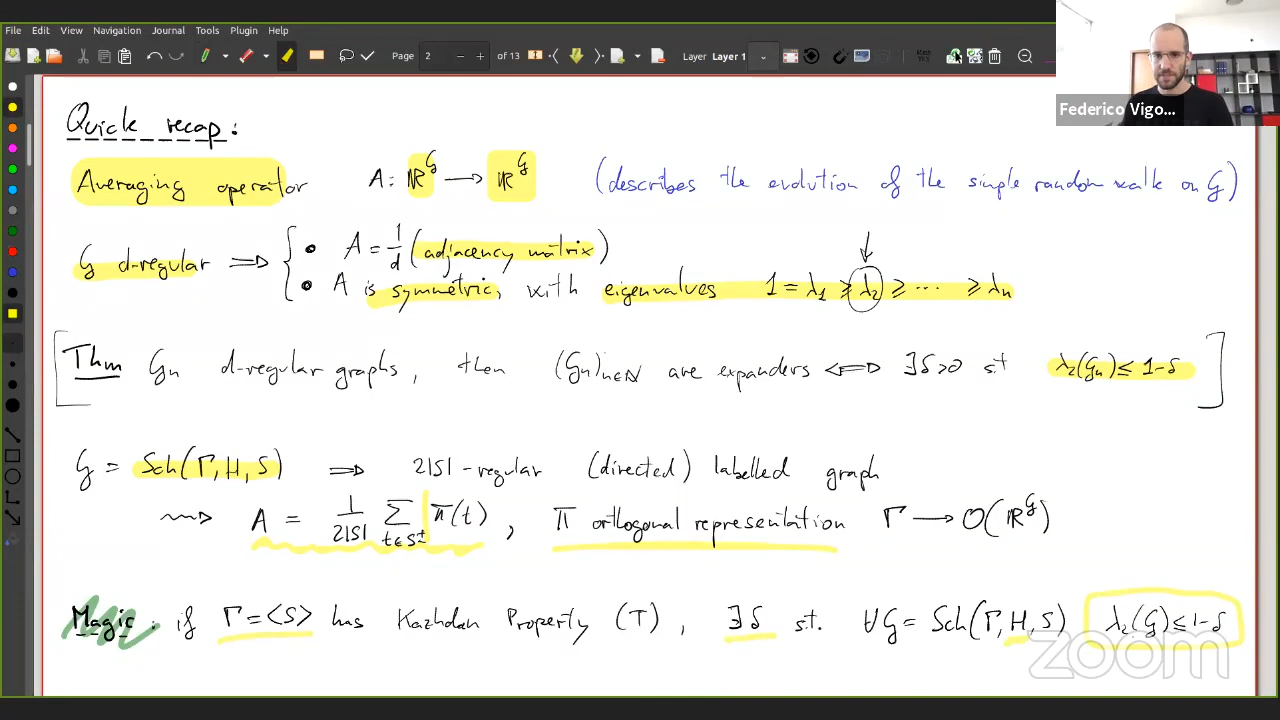 File Edit View Navigation Journal Tools Plugin Help
Page 2 of 13 Layer Layer 1
Federico Vigo...
Quick recap:
Averaging operator A: ℝ^G → ℝ^G (describes the evolution of the simple random walk on G)
G d-regular ⟹ { • A = 1/d (adjacency matrix)
• A is symmetric, with eigenvalues 1 = λ₁ ≥ λ₂ ≥ ... ≥ λₙ
[Thm Gₙ d-regular graphs, then (Gₙ)ₙ∈ℕ are expanders ⟺ ∃δ>0 st λ₂(Gₙ) ≤ 1-δ]
G = Sch(Γ, H, S) ⟹ 2|S|-regular (directed) labelled graph
⇝ A = 1/2|S| Σ_{t∈S^±} π(t), π orthogonal representation Γ → O(ℝ^G)
Magic: if Γ = <S> has Kazhdan Property (T), ∃δ st. ∀G = Sch(Γ, H, S) λ₂(G) ≤ 1-δ
zoom